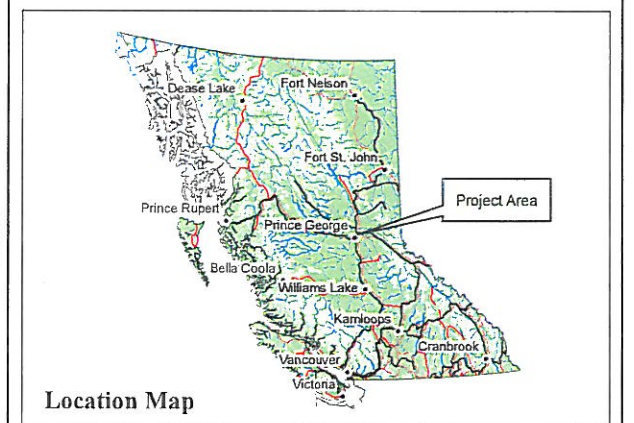 Dease Lake
Fort Nelson
Fort St. John
Project Area
Prince Rupert
Prince George
Bella Coola
Williams Lake
Kamloops
Cranbrook
Vancouver
Victoria
Location Map